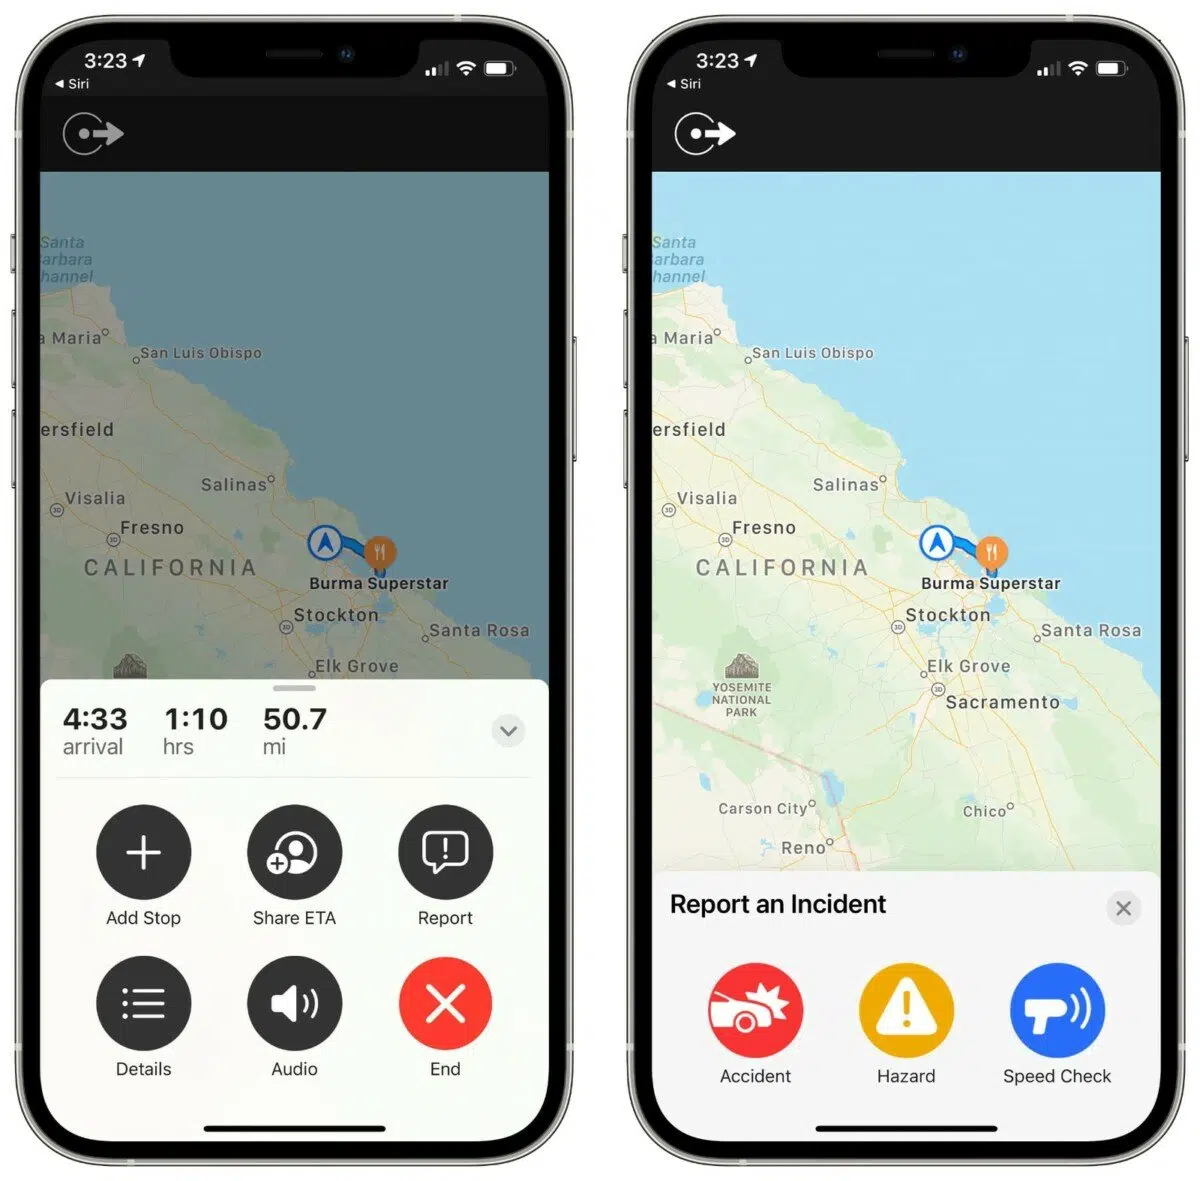 3:23
◀ Siri
Santa
arbara
hannel
a Maria
San Luis Obispo
ersfield
Salinas
Visalia
Fresno
CALIFORNIA
Burma Superstar
Stockton
Santa Rosa
Elk Grove
4:33 1:10 50.7
arrival hrs mi
Add Stop Share ETA Report
Details Audio End
3:23
◀ Siri
Santa
arbara
hannel
a Maria
San Luis Obispo
ersfield
Salinas
Visalia
Fresno
CALIFORNIA
Burma Superstar
Stockton
Santa Rosa
Elk Grove
YOSEMITE
NATIONAL
PARK
Sacramento
Carson City
Chico
Reno
Report an Incident
Accident Hazard Speed Check